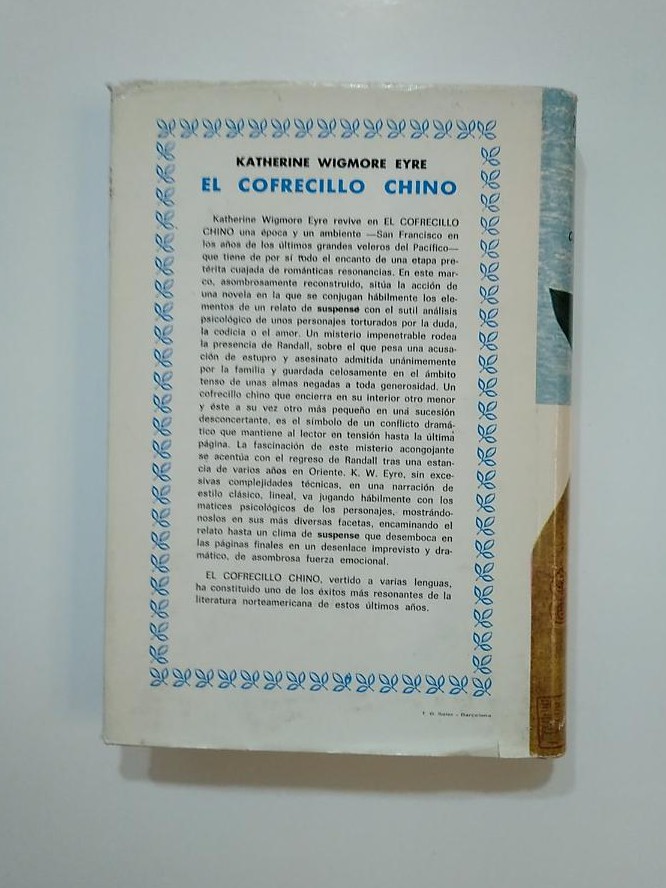 KATHERINE WIGMORE EYRE
EL COFRECILLO CHINO
Katherine Wigmore Eyre revive en EL COFRECILLO
CHINO una época y un ambiente —San Francisco en
los años de los últimos grandes veleros del Pacífico—
que tiene de por sí todo el encanto de una etapa pre-
térita cuajada de románticas resonancias. En este mar-
co, asombrosamente reconstruido, sitúa la acción de
una novela en la que se conjugan hábilmente los ele-
mentos de un relato de suspense con el sutil análisis
psicológico de unos personajes torturados por la duda,
la codicia o el amor. Un misterio impenetrable rodea
la presencia de Randall, sobre el que pesa una acusa-
ción de estupro y asesinato admitida unánimemente
por la familia y guardada celosamente en el ámbito
tenso de unas almas negadas a toda generosidad. Un
cofrecillo chino que encierra en su interior otro menor
y éste a su vez otro más pequeño en una sucesión
desconcertante, es el símbolo de un conflicto dramá-
tico que mantiene al lector en tensión hasta la última
página. La fascinación de este misterio acongojante
se acentúa con el regreso de Randall tras una estan-
cia de varios años en Oriente. K. W. Eyre, sin exce-
sivas complejidades técnicas, en una narración de
estilo clásico, lineal, va jugando hábilmente con los
matices psicológicos de los personajes, mostrándo-
noslos en sus más diversas facetas, encaminando el
relato hasta un clima de suspense que desemboca en
las páginas finales en un desenlace imprevisto y dra-
mático, de asombrosa fuerza emocional.
EL COFRECILLO CHINO, vertido a varias lenguas,
ha constituido uno de los éxitos más resonantes de la
literatura norteamericana de estos últimos años.
Barcelona